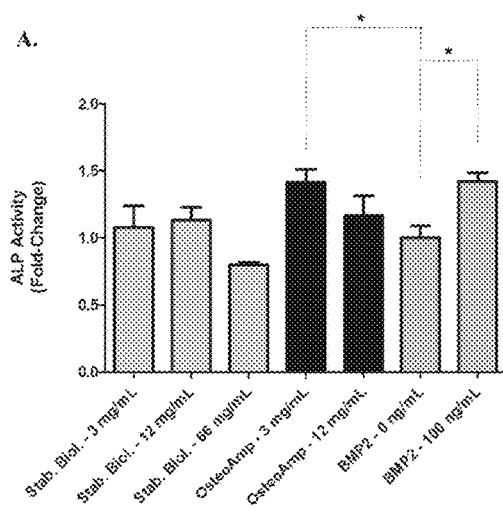 A.
*
*
ALP Activity
(Fold-Change)
2.0
1.5
1.0
0.5
0.0
Stab. Biol. - 3 mg/mL
Stab. Biol. - 12 mg/mL
Stab. Biol. - 66 mg/mL
OsteoAmp - 3 mg/mL
OsteoAmp - 12 mg/mL
BMP2 - 0 ng/mL
BMP2 - 100 ng/mL